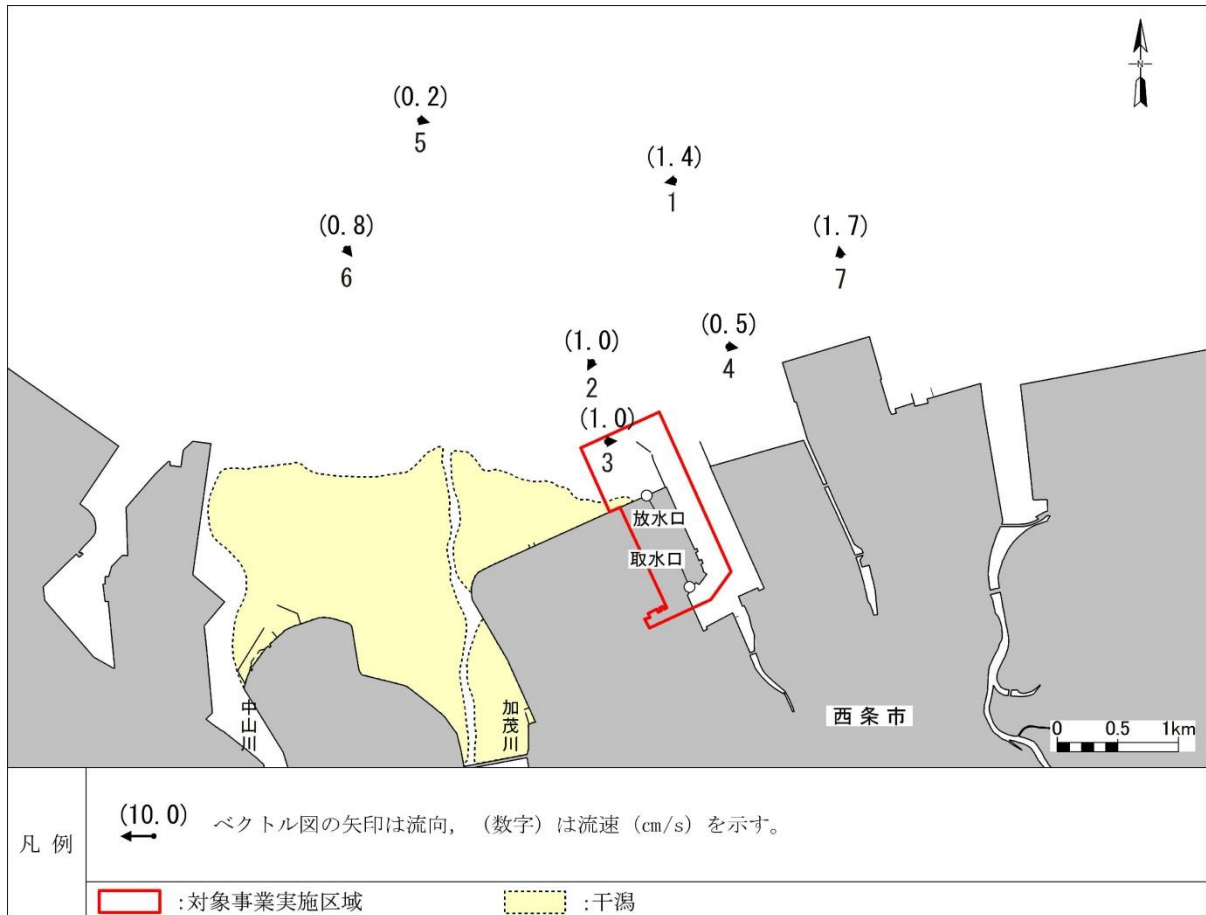 N
(0.2)
5
(1.4)
1
(0.8)
6
(1.7)
7
(1.0)
2
(0.5)
4
(1.0)
3
放水口
取水口
中山川
加茂川
西条市
0 0.5 1km
凡 例
(10.0) ベクトル図の矢印は流向，（数字）は流速（cm/s）を示す。
:対象事業実施区域 :干潟